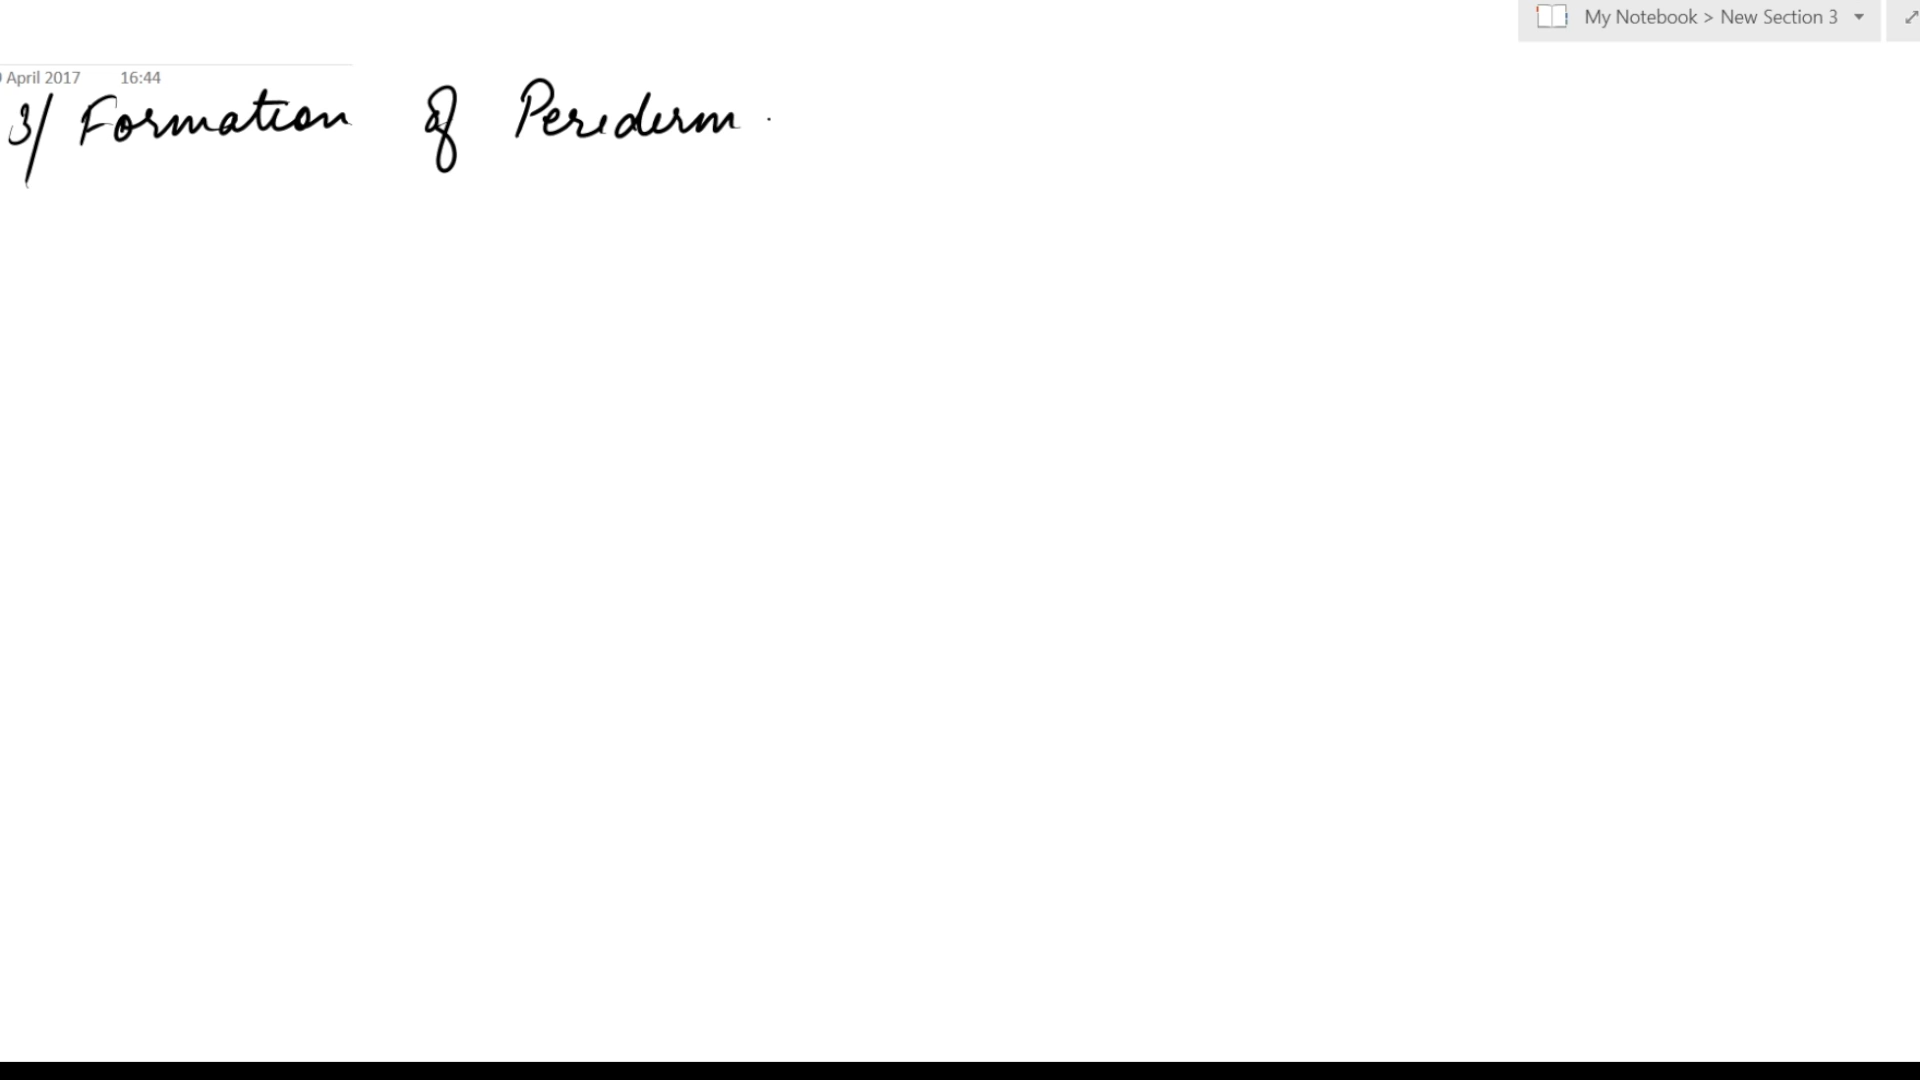 My Notebook > New Section 3
April 2017 16:44
3/ Formation of Periderm .